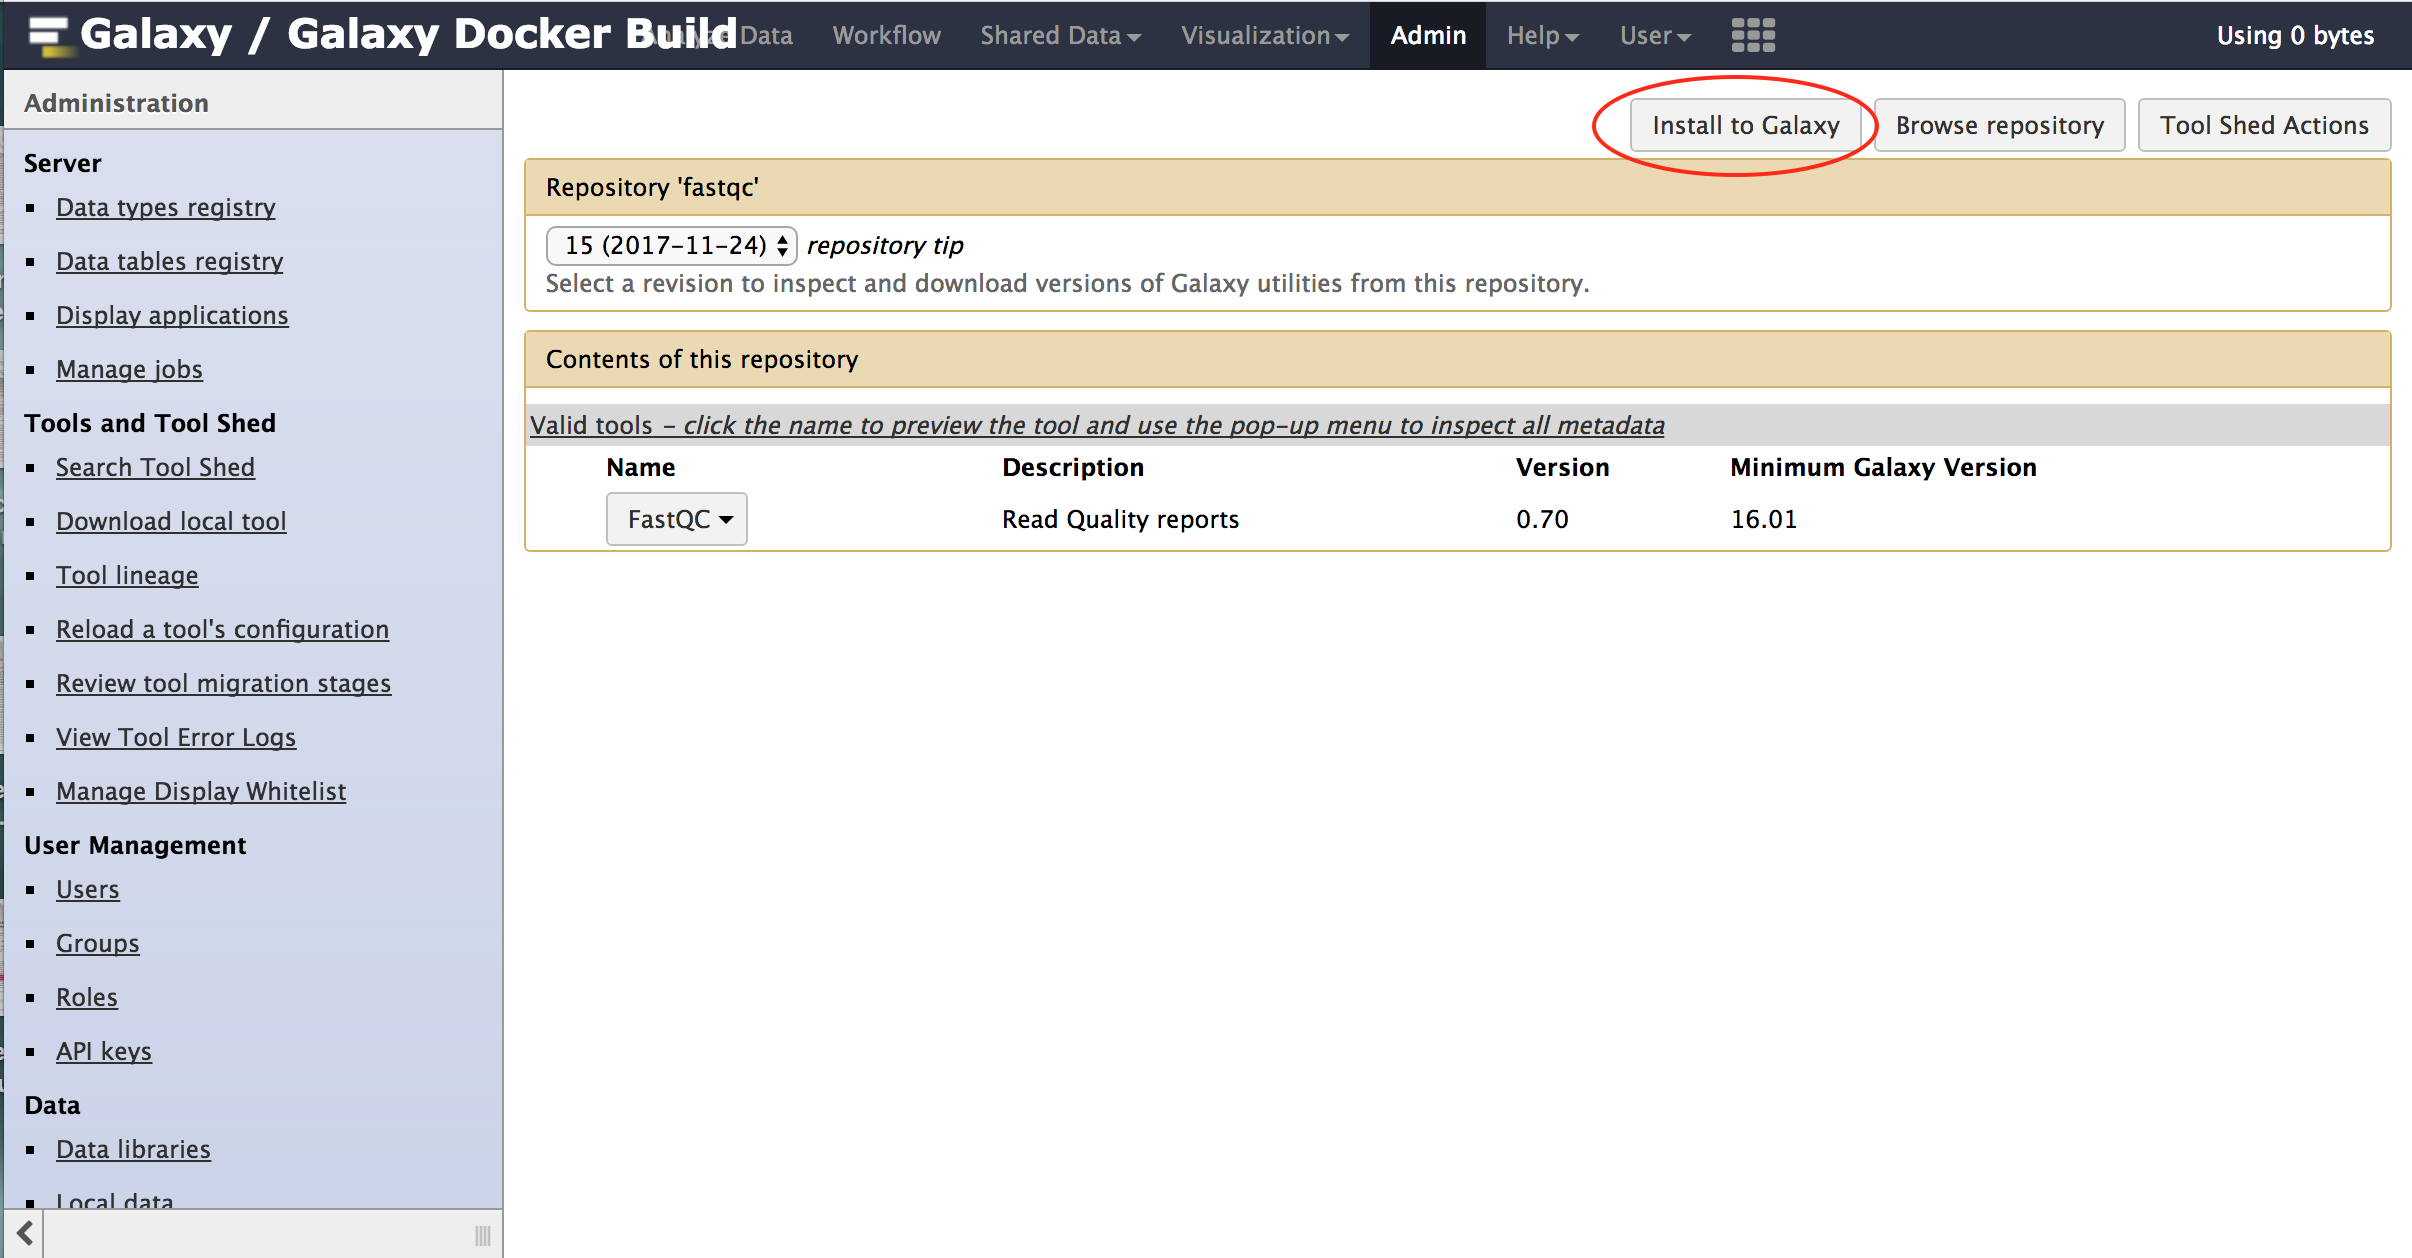 Galaxy / Galaxy Docker Build Data Workflow Shared Data Visualization Admin Help User Using 0 bytes
Administration
Server
Data types registry
Data tables registry
Display applications
Manage jobs
Tools and Tool Shed
Search Tool Shed
Download local tool
Tool lineage
Reload a tool's configuration
Review tool migration stages
View Tool Error Logs
Manage Display Whitelist
User Management
Users
Groups
Roles
API keys
Data
Data libraries
Local data
Install to Galaxy Browse repository Tool Shed Actions
Repository 'fastqc'
15 (2017-11-24) repository tip
Select a revision to inspect and download versions of Galaxy utilities from this repository.
Contents of this repository
Valid tools - click the name to preview the tool and use the pop-up menu to inspect all metadata
Name Description Version Minimum Galaxy Version
FastQC Read Quality reports 0.70 16.01